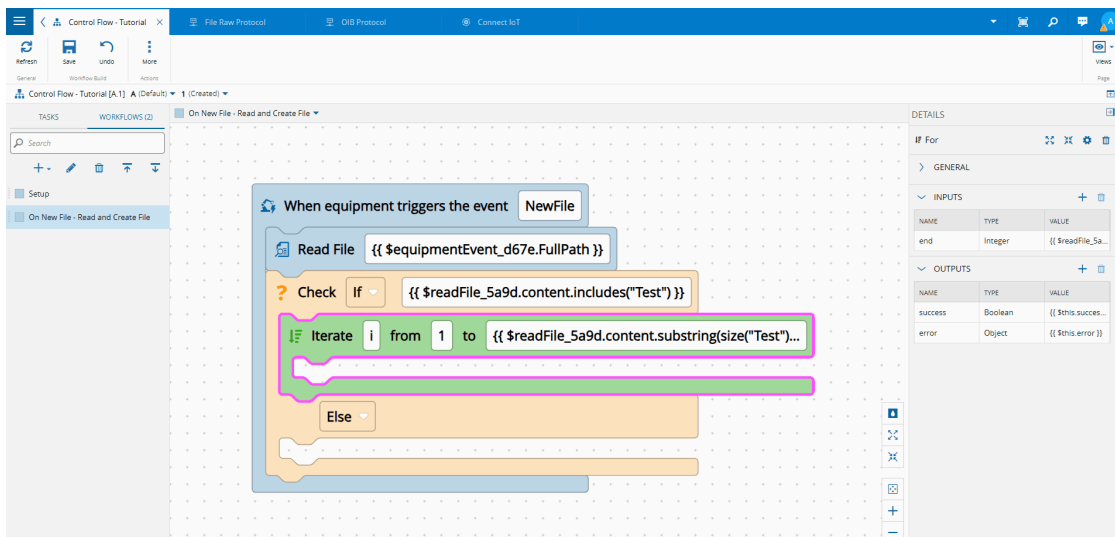 Control Flow - Tutorial
File Raw Protocol
OIB Protocol
Connect IoT
A
Refresh
Save
Undo
More
Views
General
Workflow Build
Actions
Page
Control Flow - Tutorial [A.1] A (Default) 1 (Created)
TASKS
WORKFLOWS (2)
Search
Setup
On New File - Read and Create File
On New File - Read and Create File
When equipment triggers the event NewFile
Read File {{ $equipmentEvent_d67e.FullPath }}
Check If {{ $readFile_5a9d.content.includes("Test") }}
Iterate i from 1 to {{ $readFile_5a9d.content.substring(size("Test")...
Else
DETAILS
For
GENERAL
INPUTS
NAME TYPE VALUE
end Integer {{ $readFile_5a...
OUTPUTS
NAME TYPE VALUE
success Boolean {{ $this.succes...
error Object {{ $this.error }}